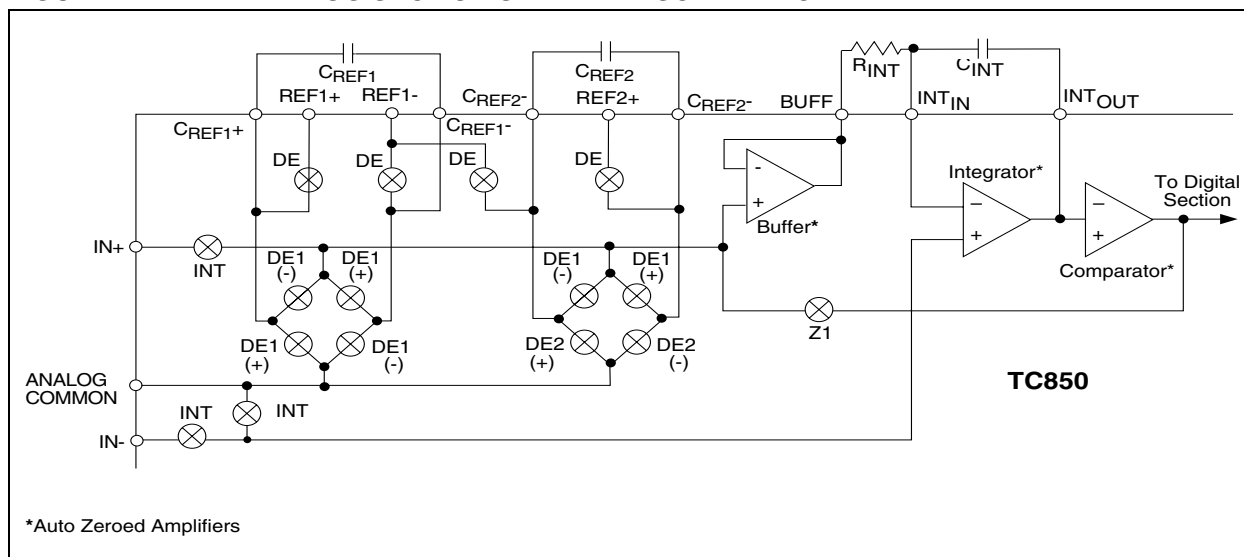 CREF1
CREF2
RINT
CINT
REF1+
REF1-
CREF2-
REF2+
CREF2-
BUFF
INTIN
INTOUT
CREF1+
CREF1-
DE
DE
DE
DE
-
+
Buffer*
Integrator*
−
+
−
+
Comparator*
To Digital
Section
IN+
INT
DE1
(-)
DE1
(+)
DE1
(-)
DE1
(+)
Z1
DE1
(+)
DE1
(-)
DE2
(+)
DE2
(-)
ANALOG
COMMON
INT
INT
IN-
TC850
*Auto Zeroed Amplifiers